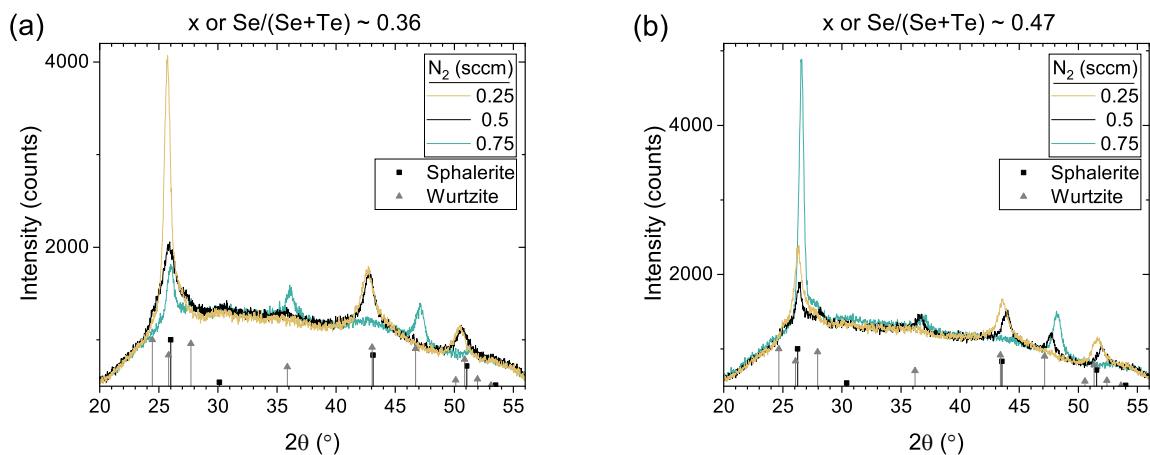 (a)
x or Se/(Se+Te) ~ 0.36
N2 (sccm)
0.25
0.5
0.75
Sphalerite
Wurtzite
4000
2000
Intensity (counts)
20 25 30 35 40 45 50 55
2θ (°)
(b)
x or Se/(Se+Te) ~ 0.47
N2 (sccm)
0.25
0.5
0.75
Sphalerite
Wurtzite
4000
2000
Intensity (counts)
20 25 30 35 40 45 50 55
2θ (°)